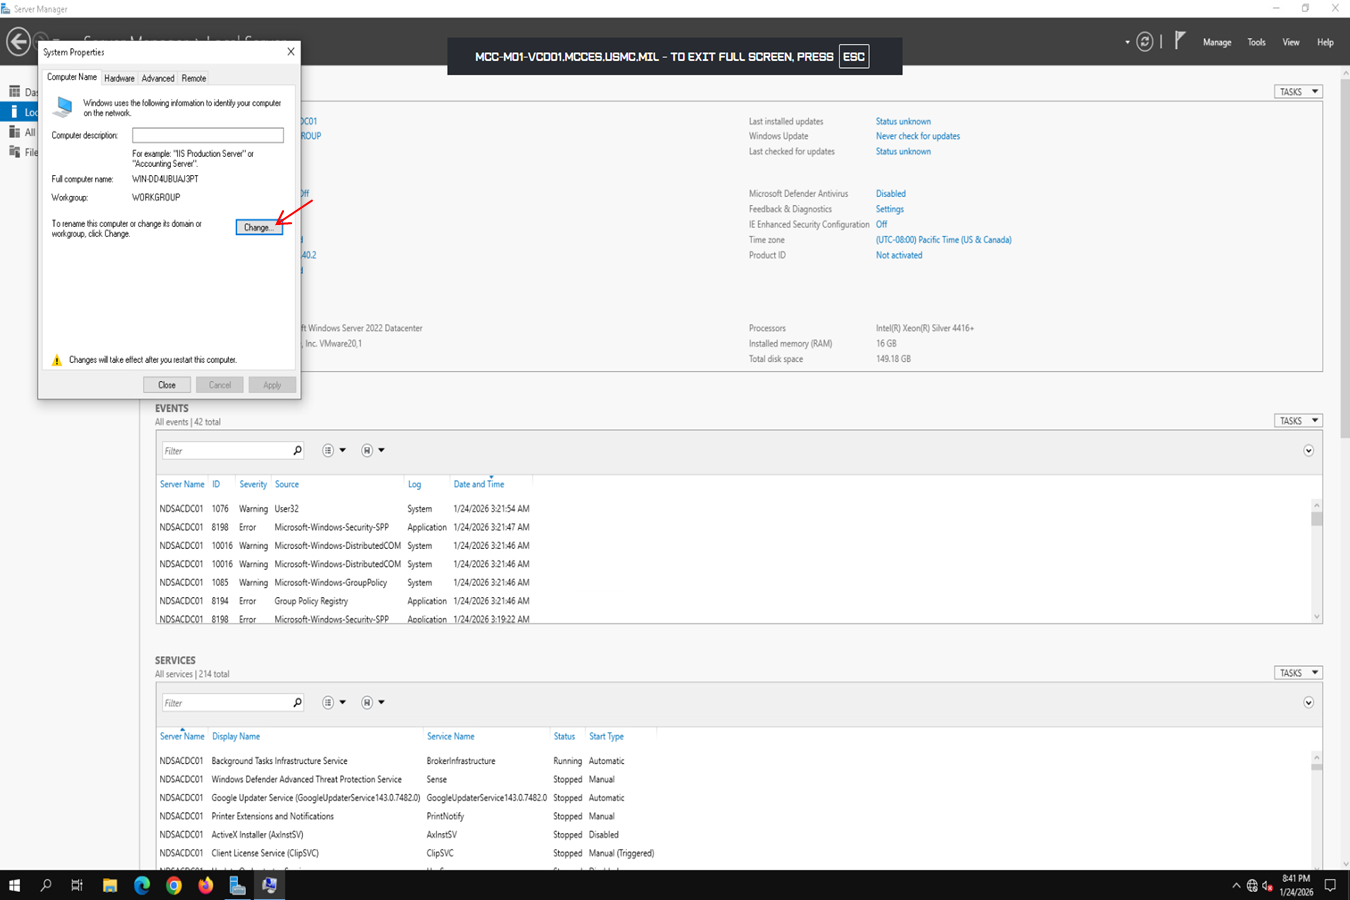 Server Manager
Manage Tools View Help
MCC-M01-VCD01.MCCES.USMC.MIL - TO EXIT FULL SCREEN, PRESS ESC
System Properties
Computer Name Hardware Advanced Remote
Windows uses the following information to identify your computer
on the network.
Computer description:
For example: "IIS Production Server" or
"Accounting Server".
Full computer name: WIN-DD4UBUAJ3PT
Workgroup: WORKGROUP
To rename this computer or change its domain or
workgroup, click Change.
Change...
Changes will take effect after you restart this computer.
Close Cancel Apply
Das
Loc
All
File
TASKS
DC01
ROUP
Off
.40.2
ft Windows Server 2022 Datacenter
, Inc. VMware20,1
Last installed updates Status unknown
Windows Update Never check for updates
Last checked for updates Status unknown
Microsoft Defender Antivirus Disabled
Feedback & Diagnostics Settings
IE Enhanced Security Configuration Off
Time zone (UTC-08:00) Pacific Time (US & Canada)
Product ID Not activated
Processors Intel(R) Xeon(R) Silver 4416+
Installed memory (RAM) 16 GB
Total disk space 149.18 GB
EVENTS
All events | 42 total
TASKS
Filter
Server Name ID Severity Source Log Date and Time
NDSACDC01 1076 Warning User32 System 1/24/2026 3:21:54 AM
NDSACDC01 8198 Error Microsoft-Windows-Security-SPP Application 1/24/2026 3:21:47 AM
NDSACDC01 10016 Warning Microsoft-Windows-DistributedCOM System 1/24/2026 3:21:46 AM
NDSACDC01 10016 Warning Microsoft-Windows-DistributedCOM System 1/24/2026 3:21:46 AM
NDSACDC01 1085 Warning Microsoft-Windows-GroupPolicy System 1/24/2026 3:21:46 AM
NDSACDC01 8194 Error Group Policy Registry Application 1/24/2026 3:21:46 AM
NDSACDC01 8198 Error Microsoft-Windows-Security-SPP Application 1/24/2026 3:19:22 AM
SERVICES
All services | 214 total
TASKS
Filter
Server Name Display Name Service Name Status Start Type
NDSACDC01 Background Tasks Infrastructure Service BrokerInfrastructure Running Automatic
NDSACDC01 Windows Defender Advanced Threat Protection Service Sense Stopped Manual
NDSACDC01 Google Updater Service (GoogleUpdaterService143.0.7482.0) GoogleUpdaterService143.0.7482.0 Stopped Automatic
NDSACDC01 Printer Extensions and Notifications PrintNotify Stopped Manual
NDSACDC01 ActiveX Installer (AxInstSV) AxInstSV Stopped Disabled
NDSACDC01 Client License Service (ClipSVC) ClipSVC Stopped Manual (Triggered)
8:41 PM
1/24/2026